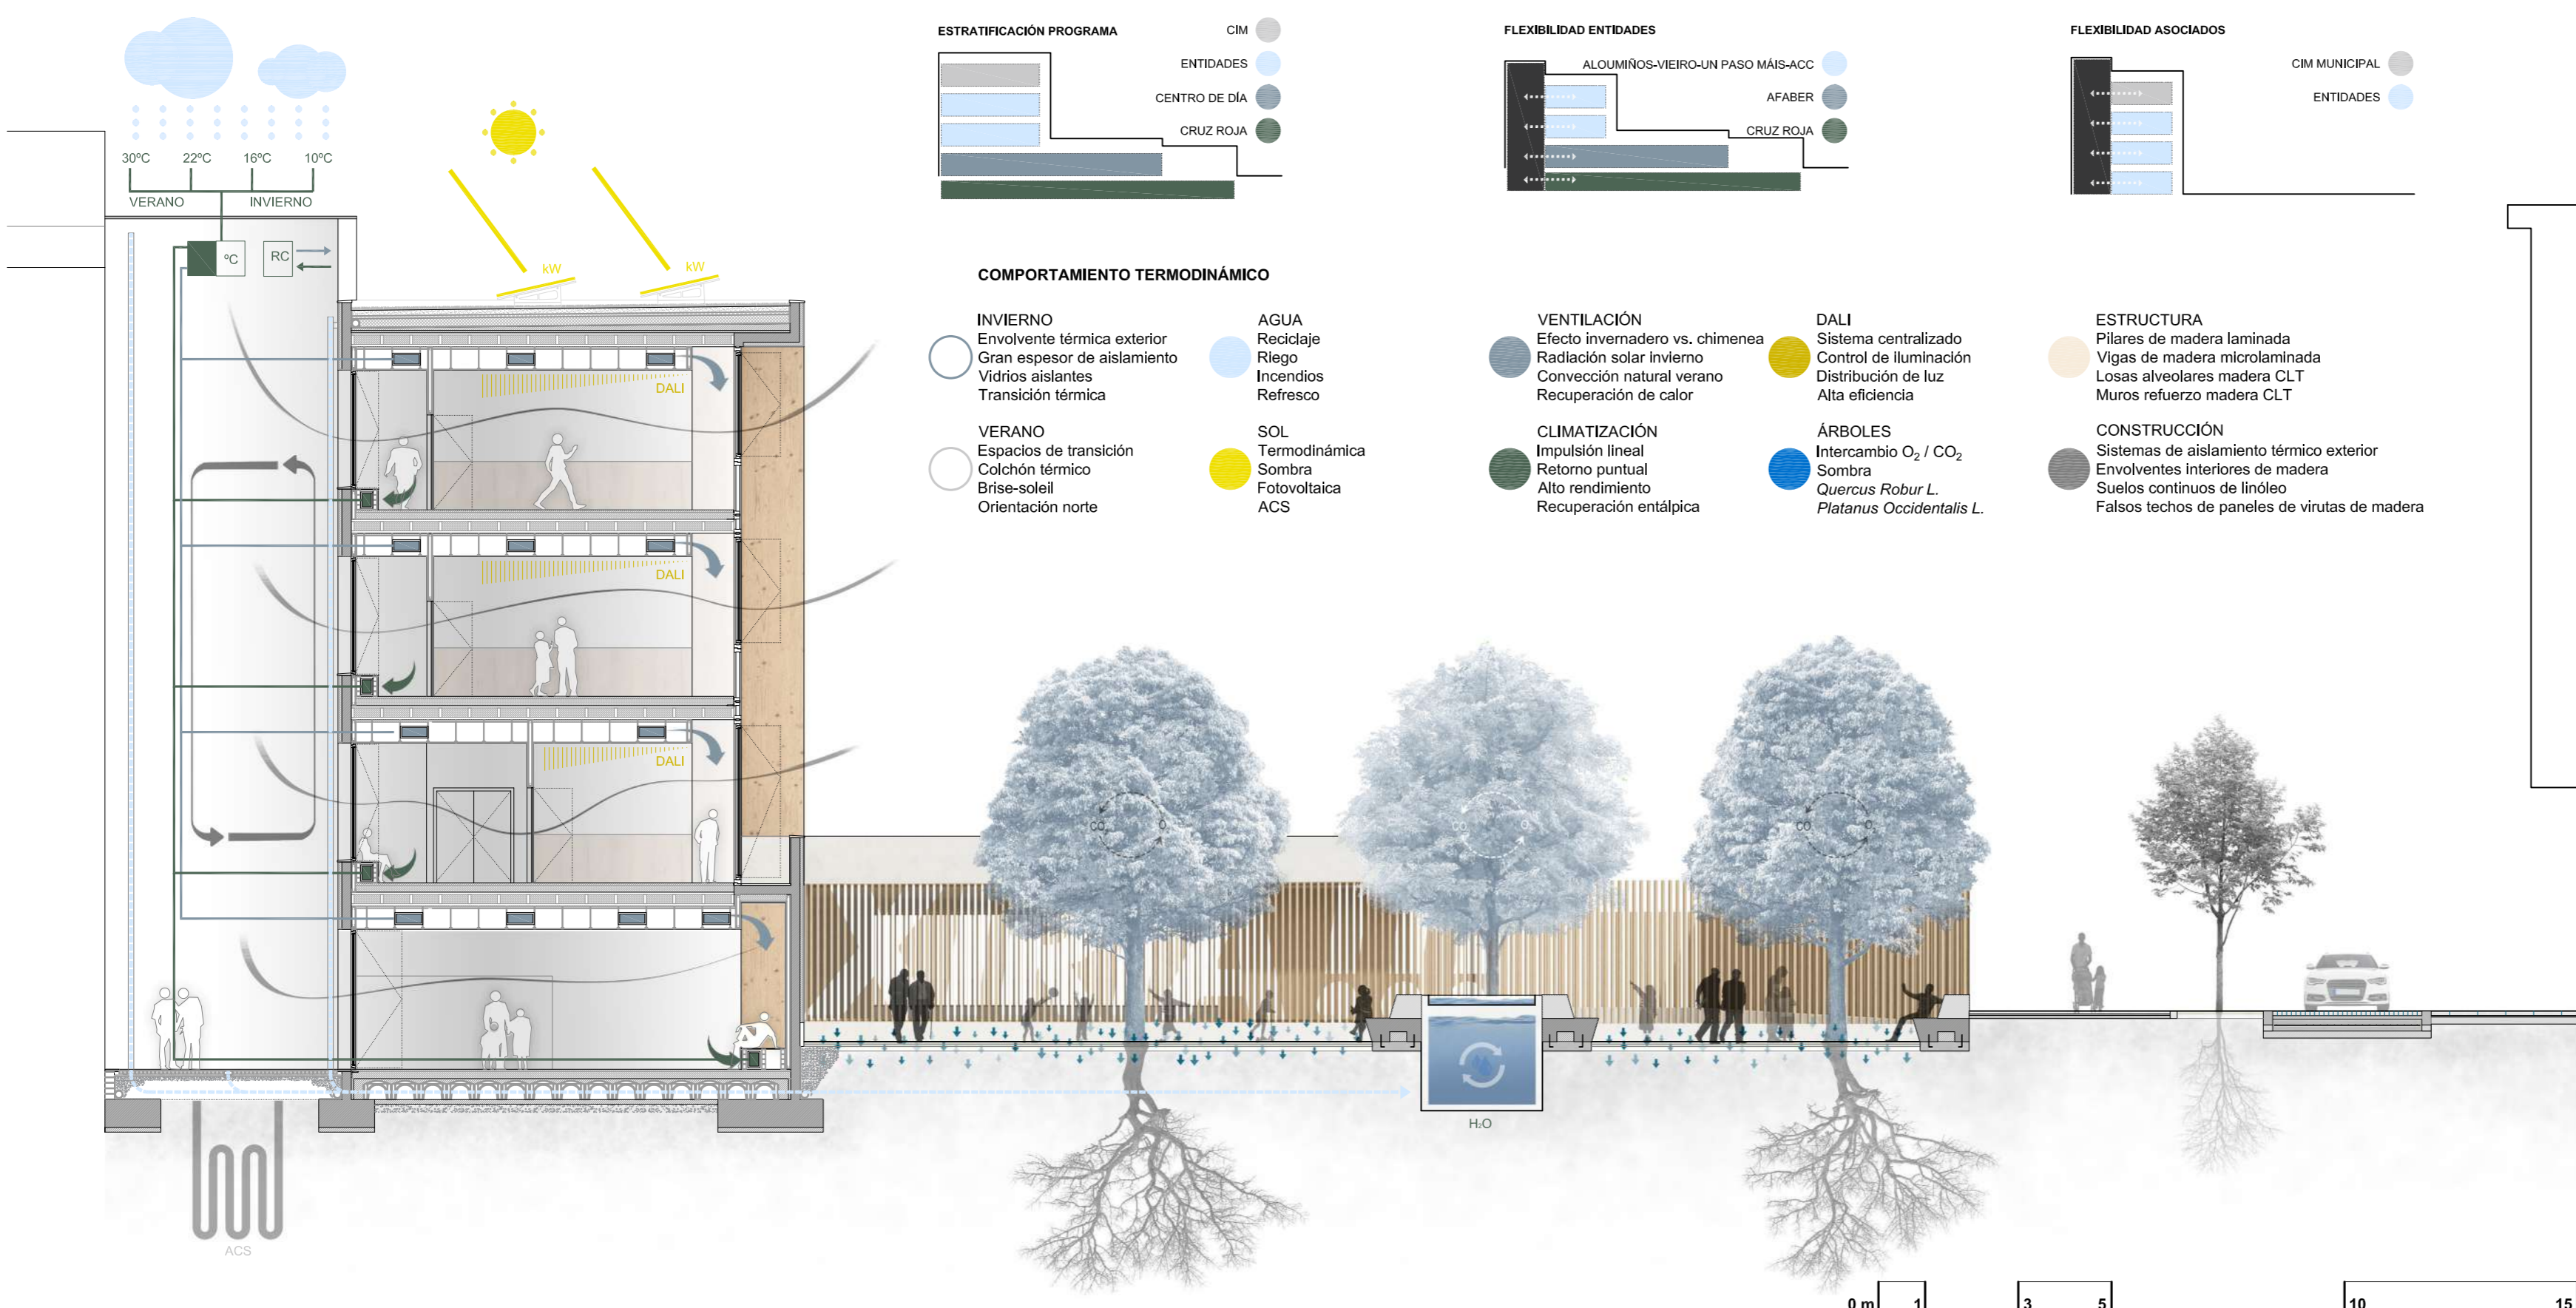 ESTRATIFICACIÓN PROGRAMA
CIM
ENTIDADES
CENTRO DE DÍA
CRUZ ROJA
FLEXIBILIDAD ENTIDADES
ALOUMIÑOS-VIEIRO-UN PASO MÁIS-ACC
AFABER
CRUZ ROJA
FLEXIBILIDAD ASOCIADOS
CIM MUNICIPAL
ENTIDADES
30ºC 22ºC 16ºC 10ºC
VERANO INVIERNO
ºC RC
kW kW
COMPORTAMIENTO TERMODINÁMICO
INVIERNO
Envolvente térmica exterior
Gran espesor de aislamiento
Vidrios aislantes
Transición térmica
AGUA
Reciclaje
Riego
Incendios
Refresco
VENTILACIÓN
Efecto invernadero vs. chimenea
Radiación solar invierno
Convección natural verano
Recuperación de calor
DALI
Sistema centralizado
Control de iluminación
Distribución de luz
Alta eficiencia
ESTRUCTURA
Pilares de madera laminada
Vigas de madera microlaminada
Losas alveolares madera CLT
Muros refuerzo madera CLT
VERANO
Espacios de transición
Colchón térmico
Brise-soleil
Orientación norte
SOL
Termodinámica
Sombra
Fotovoltaica
ACS
CLIMATIZACIÓN
Impulsión lineal
Retorno puntual
Alto rendimiento
Recuperación entálpica
ÁRBOLES
Intercambio O₂ / CO₂
Sombra
Quercus Robur L.
Platanus Occidentalis L.
CONSTRUCCIÓN
Sistemas de aislamiento térmico exterior
Envolventes interiores de madera
Suelos continuos de linóleo
Falsos techos de paneles de virutas de madera
DALI
DALI
DALI
CO O
CO O
CO O
H₂O
ACS
0 m 1 3 5 10 15